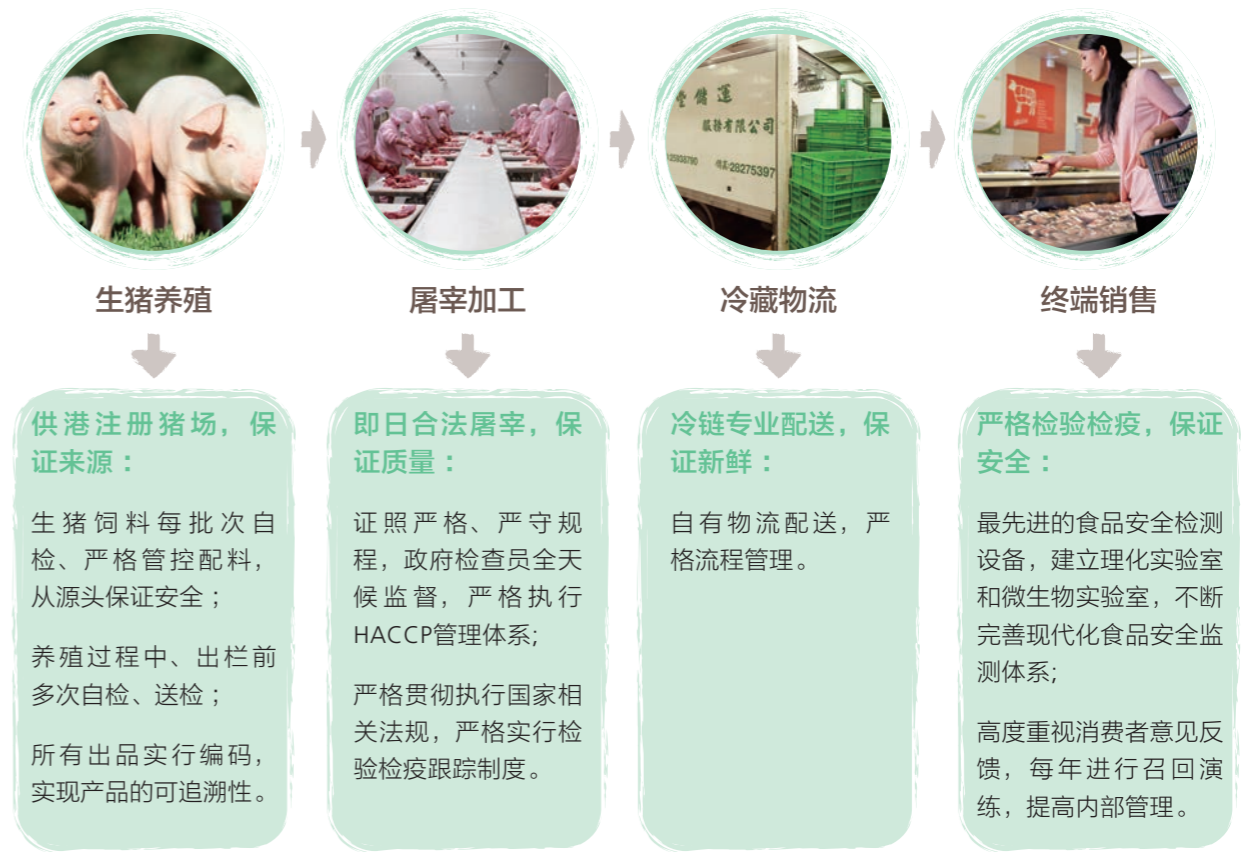 豐儲運
服務有限公司
25938790
傳真:28275397
生猪养殖
屠宰加工
冷藏物流
终端销售
供港注册猪场，保
证来源：
生猪饲料每批次自
检、严格管控配料，
从源头保证安全；
养殖过程中、出栏前
多次自检、送检；
所有出品实行编码，
实现产品的可追溯性。
即日合法屠宰，保
证质量：
证照严格、严守规
程，政府检查员全天
候监督，严格执行
HACCP管理体系;
严格贯彻执行国家相
关法规，严格实行检
验检疫跟踪制度。
冷链专业配送，保
证新鲜：
自有物流配送，严
格流程管理。
严格检验检疫，保证
安全：
最先进的食品安全检测
设备，建立理化实验室
和微生物实验室，不断
完善现代化食品安全监
测体系;
高度重视消费者意见反
馈，每年进行召回演
练，提高内部管理。